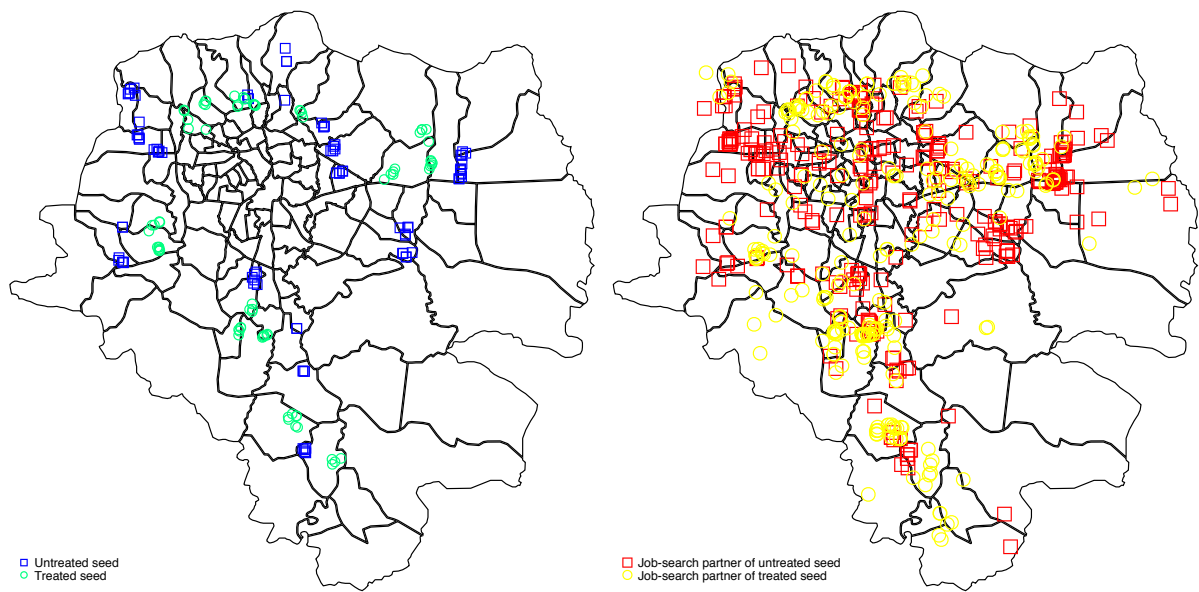 Untreated seed
Treated seed
Job-search partner of untreated seed
Job-search partner of treated seed